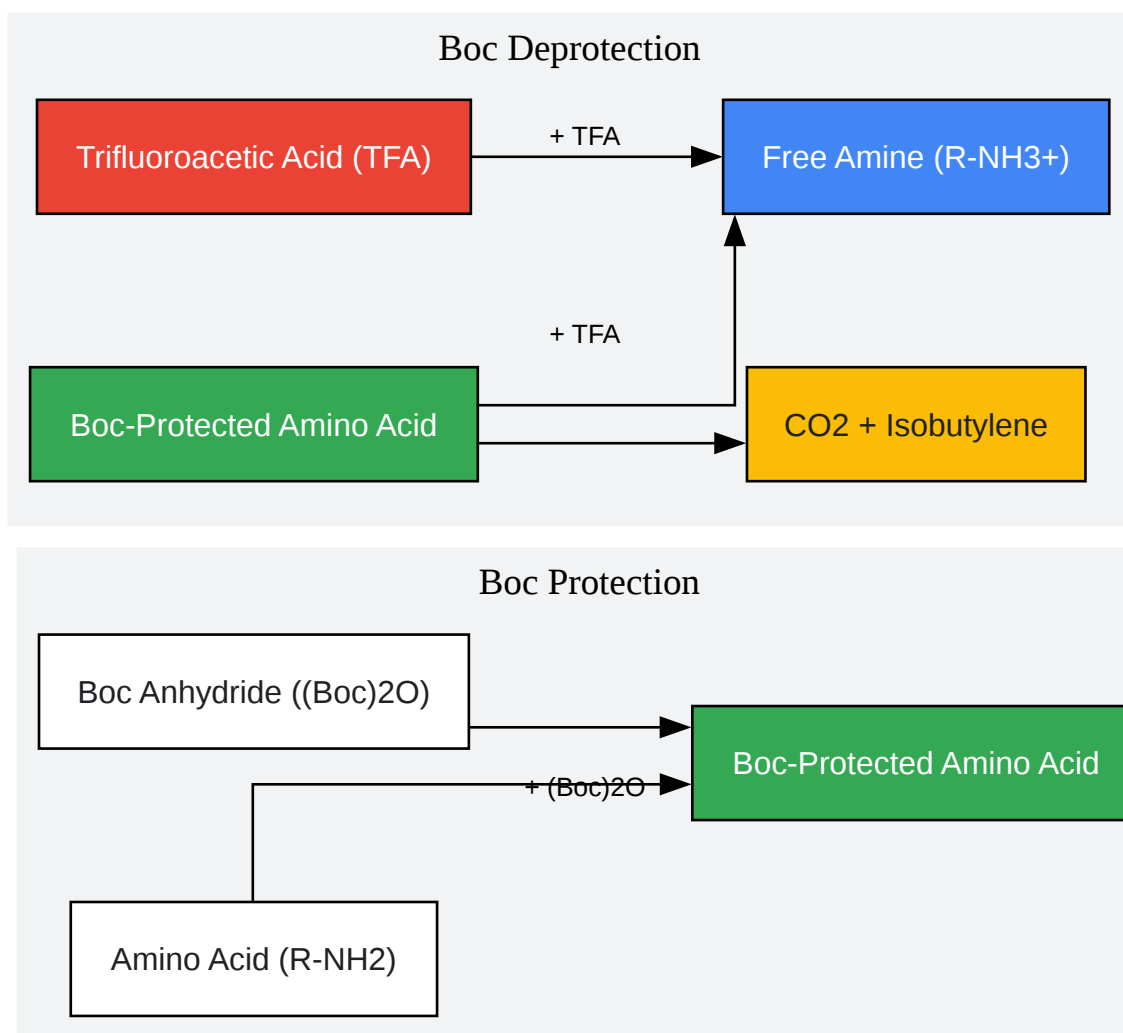 Boc Deprotection
Trifluoroacetic Acid (TFA)
+ TFA
Free Amine (R-NH3+)
+ TFA
Boc-Protected Amino Acid
CO2 + Isobutylene
Boc Protection
Boc Anhydride ((Boc)2O)
Boc-Protected Amino Acid
+ (Boc)2O
Amino Acid (R-NH2)